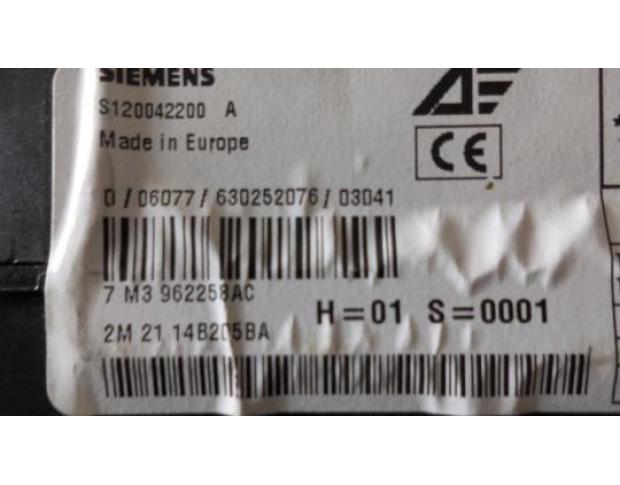 SIEMENS
S120042200 A
Made in Europe
CE
0/06077/630252076/03041
7 M3 962258AC
H=01 S=0001
2M 21 14B205BA